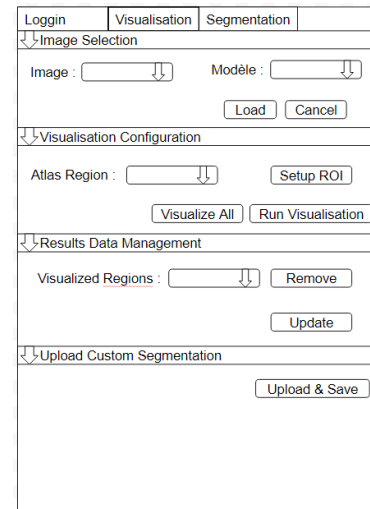 Loggin Visualisation Segmentation
Image Selection
Image : Modèle :
Load Cancel
Visualisation Configuration
Atlas Region : Setup ROI
Visualize All Run Visualisation
Results Data Management
Visualized Regions : Remove
Update
Upload Custom Segmentation
Upload & Save